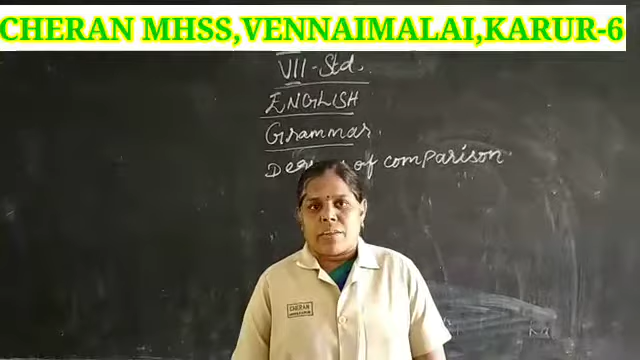 CHERAN MHSS,VENNAIMALAI,KARUR-6
VII-Std.
ENGLISH
Grammar.
of comparison.
CHERAN